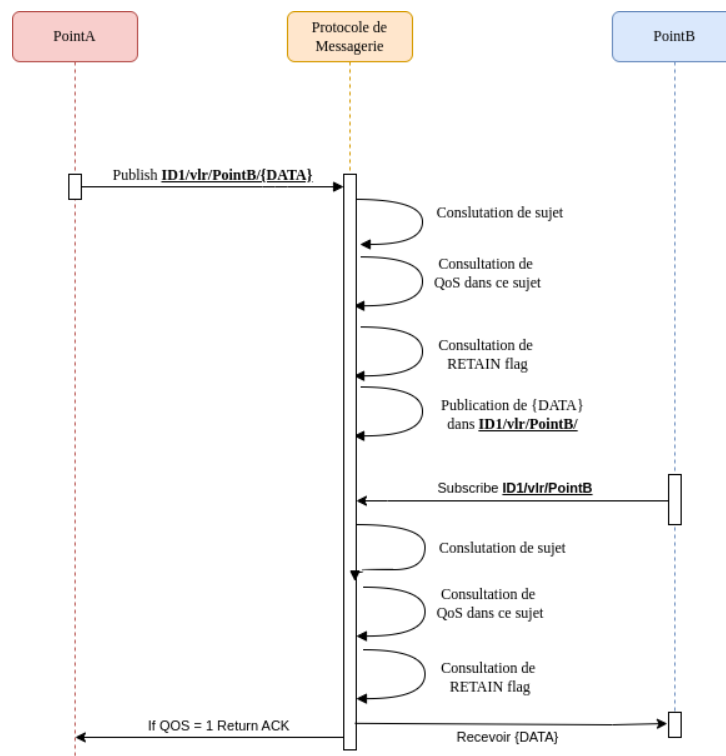 PointA
Protocole de
Messagerie
PointB
Publish ID1/vlr/PointB/{DATA}
Conslutation de sujet
Consultation de
QoS dans ce sujet
Consultation de
RETAIN flag
Publication de {DATA}
dans ID1/vlr/PointB/
Subscribe ID1/vlr/PointB
Conslutation de sujet
Consultation de
QoS dans ce sujet
Consultation de
RETAIN flag
If QOS = 1 Return ACK
Recevoir {DATA}